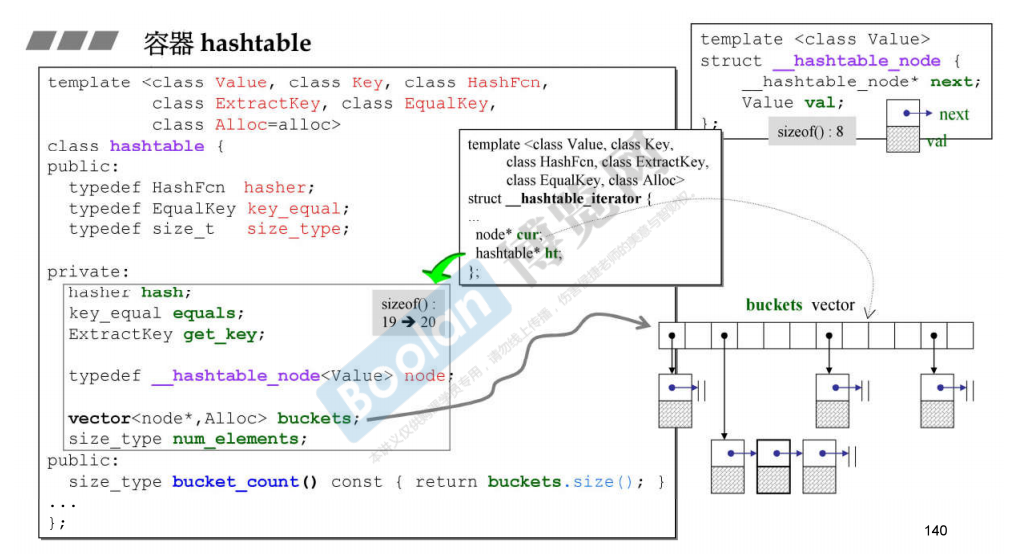 容器 hashtable
template <class Value, class Key, class HashFcn,
class ExtractKey, class EqualKey,
class Alloc=alloc>
class hashtable {
public:
typedef HashFcn hasher;
typedef EqualKey key_equal;
typedef size_t size_type;
private:
hasher hash;
key_equal equals;
ExtractKey get_key;
typedef __hashtable_node<Value> node;
vector<node*,Alloc> buckets;
size_type num_elements;
public:
size_type bucket_count() const { return buckets.size(); }
...
};
sizeof() :
19 → 20
template <class Value, class Key,
class HashFcn, class ExtractKey,
class EqualKey, class Alloc>
struct __hashtable_iterator {
...
node* cur;
hashtable* ht;
};
template <class Value>
struct __hashtable_node {
__hashtable_node* next;
Value val;
};
sizeof() : 8
next
val
buckets vector
Boolan 博览网
140